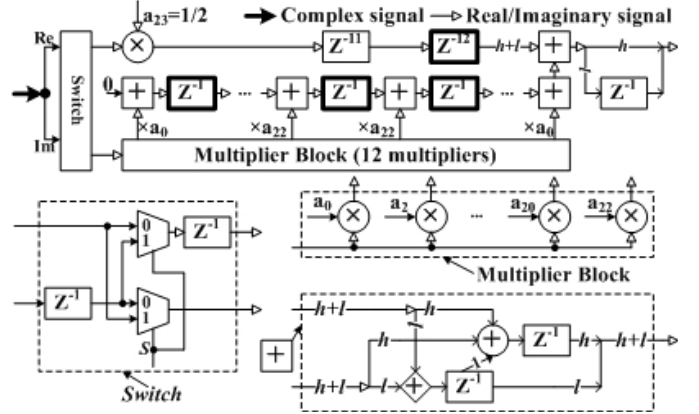 a₂₃=1/2
Complex signal
Real/Imaginary signal
Re
Im
Switch
×
Z⁻¹¹
Z⁻¹²
h+l
+
h
l
Z⁻¹
0
+
Z⁻¹
...
+
Z⁻¹
+
Z⁻¹
...
+
×a₀
×a₂₂
×a₂₂
×a₀
Multiplier Block (12 multipliers)
0
1
Z⁻¹
Z⁻¹
0
1
S
Switch
a₀
×
a₂
×
...
a₂₀
×
a₂₂
×
Multiplier Block
+
h+l
h
l
h
+
Z⁻¹
h
h+l
l
h+l
l
+
Z⁻¹
l